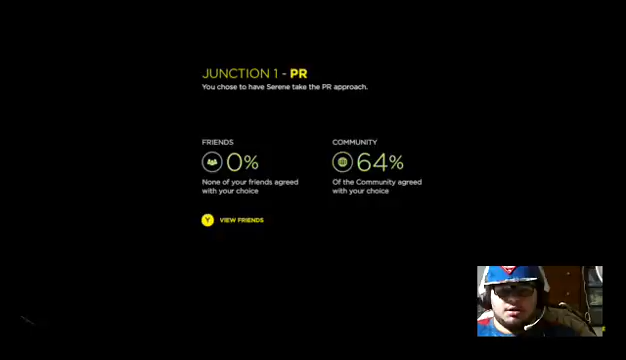 JUNCTION 1 - PR
You chose to have Serene take the PR approach.
FRIENDS
0%
None of your friends agreed
with your choice
COMMUNITY
64%
Of the Community agreed
with your choice
Y VIEW FRIENDS